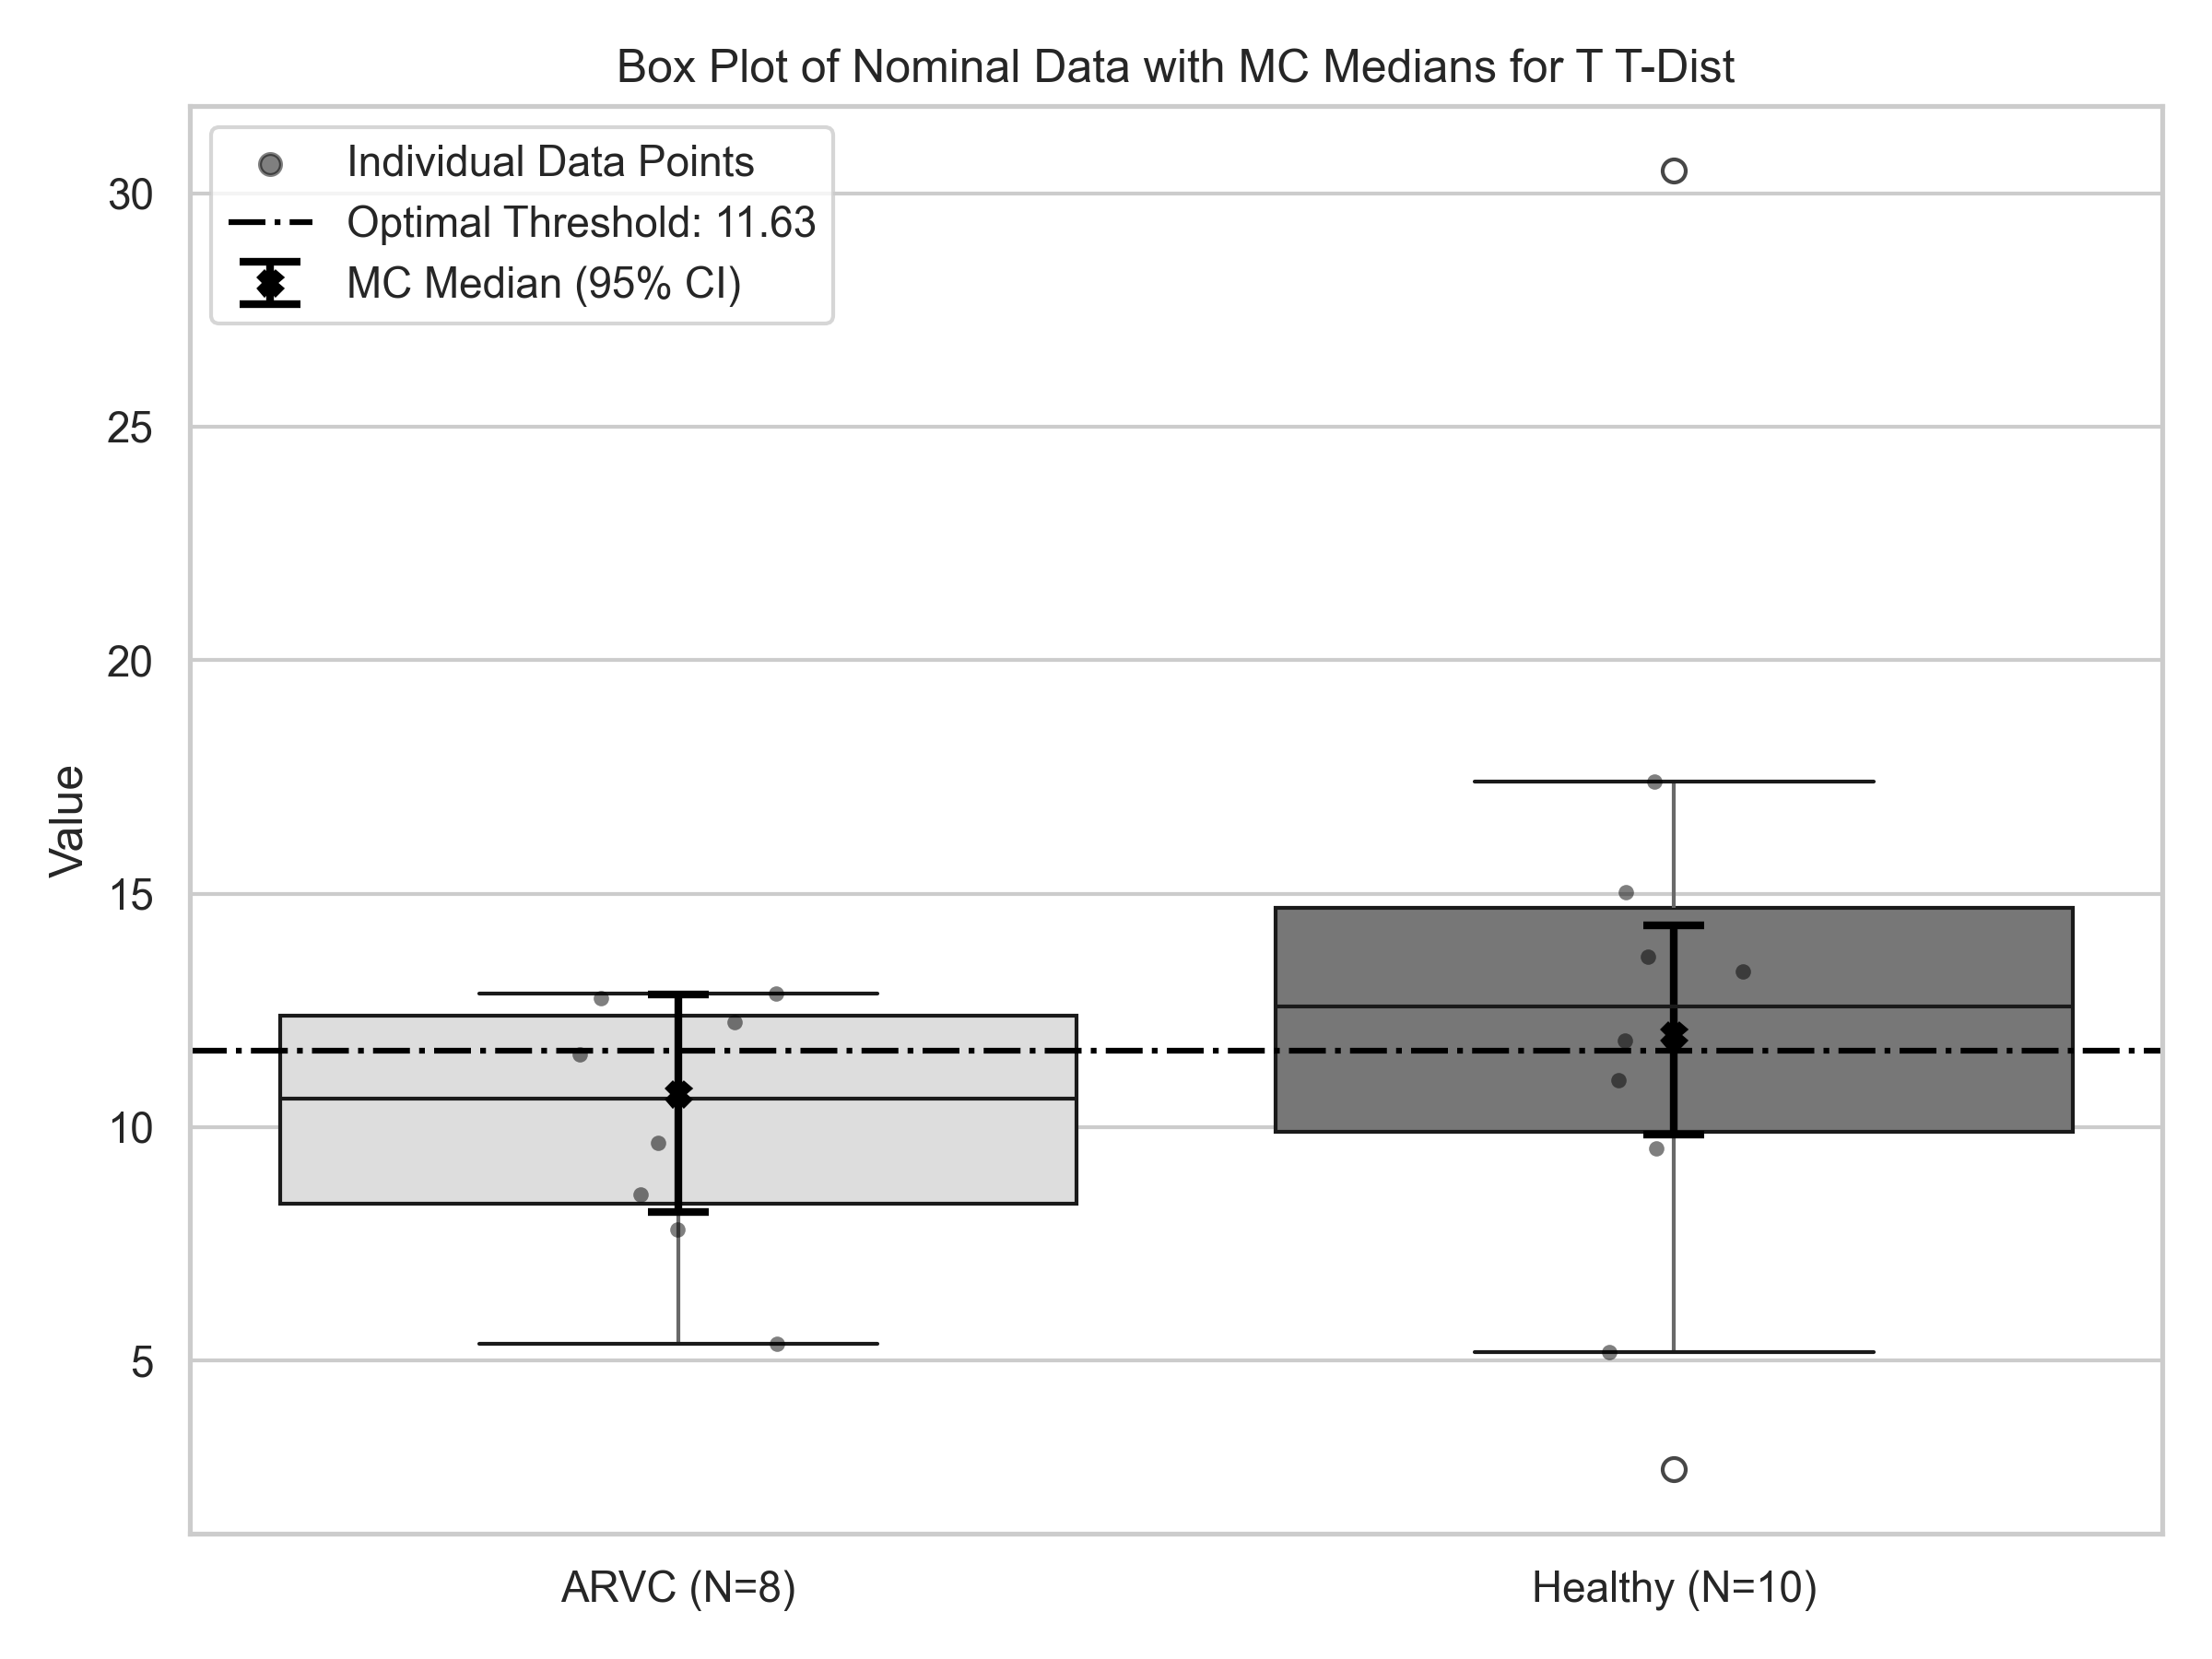 Box Plot of Nominal Data with MC Medians for T T-Dist
Individual Data Points
Optimal Threshold: 11.63
MC Median (95% CI)
30
25
20
15
10
5
Value
ARVC (N=8)
Healthy (N=10)